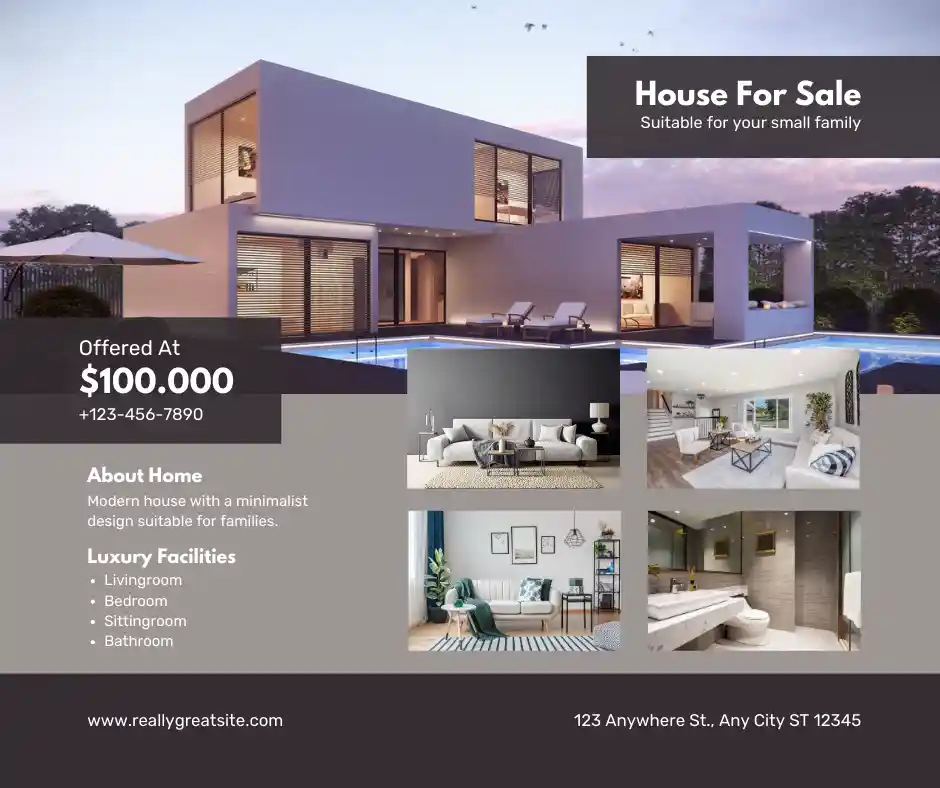 House For Sale
Suitable for your small family
Offered At
$100.000
+123-456-7890
About Home
Modern house with a minimalist
design suitable for families.
Luxury Facilities
• Livingroom
• Bedroom
• Sittingroom
• Bathroom
www.reallygreatsite.com
123 Anywhere St., Any City ST 12345